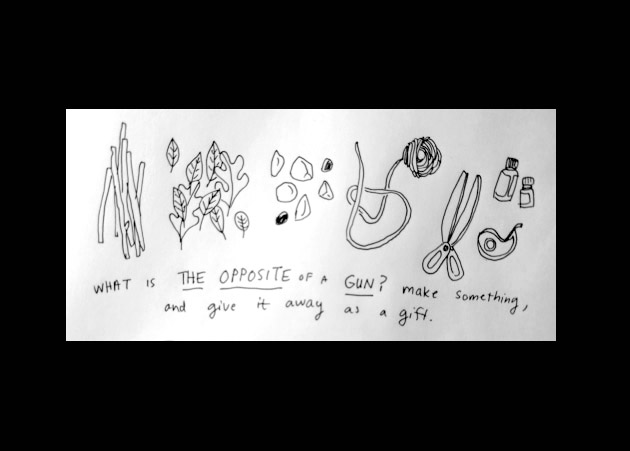 WHAT IS THE OPPOSITE OF A GUN? make something,
and give it away as a gift.